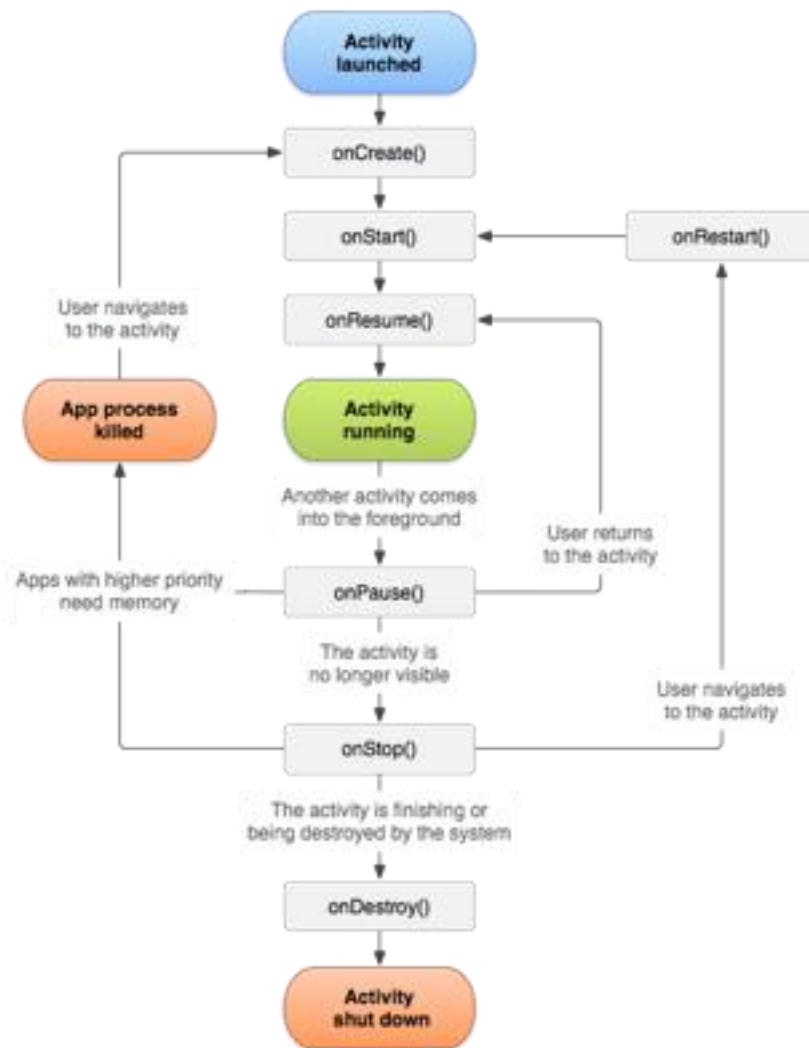 Activity
launched
onCreate()
onStart()
onRestart()
User navigates
to the activity
onResume()
App process
killed
Activity
running
Another activity comes
into the foreground
User returns
to the activity
Apps with higher priority
need memory
onPause()
The activity is
no longer visible
User navigates
to the activity
onStop()
The activity is finishing or
being destroyed by the system
onDestroy()
Activity
shut down